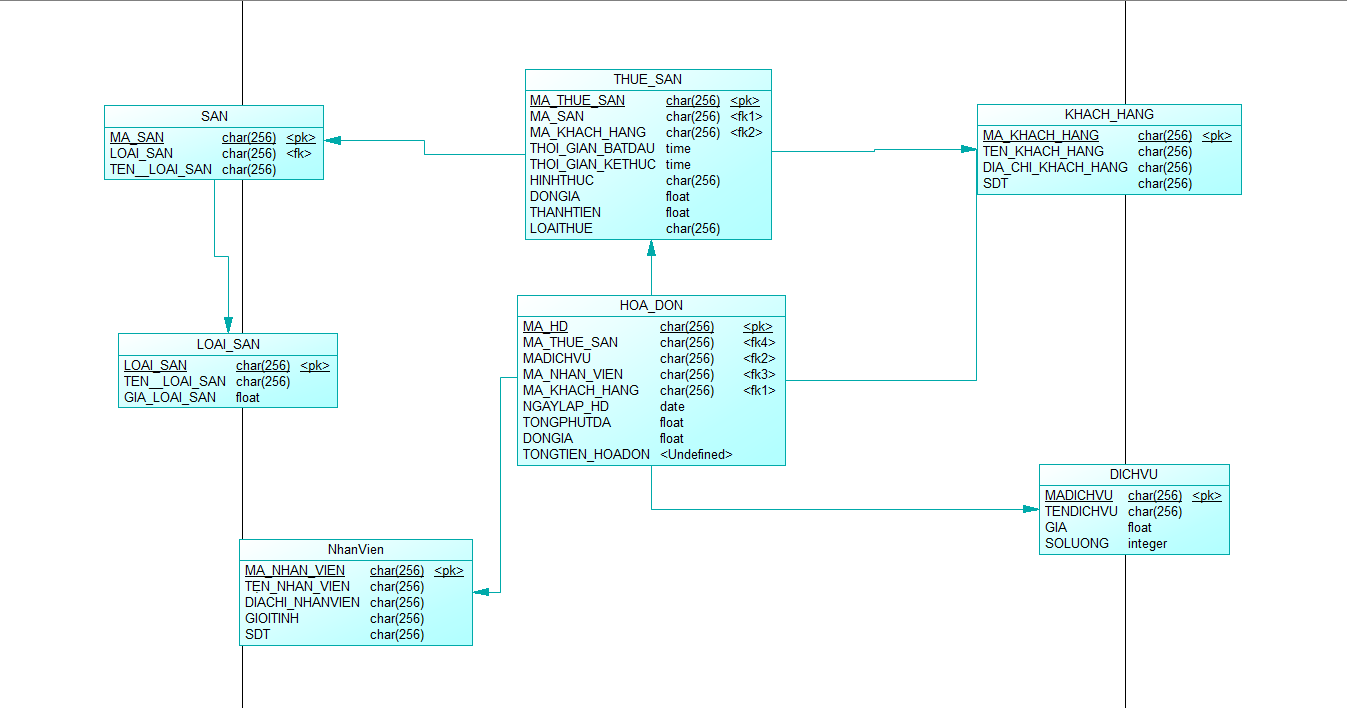 THUE_SAN
MA_THUE_SAN char(256) <pk>
MA_SAN char(256) <fk1>
MA_KHACH_HANG char(256) <fk2>
THOI_GIAN_BATDAU time
THOI_GIAN_KETHUC time
HINHTHUC char(256)
DONGIA float
THANHTIEN float
LOAITHUE char(256)
SAN
MA_SAN char(256) <pk>
LOAI_SAN char(256) <fk>
TEN__LOAI_SAN char(256)
KHACH_HANG
MA_KHACH_HANG char(256) <pk>
TEN_KHACH_HANG char(256)
DIA_CHI_KHACH_HANG char(256)
SDT char(256)
HOA_DON
MA_HD char(256) <pk>
MA_THUE_SAN char(256) <fk4>
MADICHVU char(256) <fk2>
MA_NHAN_VIEN char(256) <fk3>
MA_KHACH_HANG char(256) <fk1>
NGAYLAP_HD date
TONGPHUTDA float
DONGIA float
TONGTIEN_HOADON <Undefined>
LOAI_SAN
LOAI_SAN char(256) <pk>
TEN__LOAI_SAN char(256)
GIA_LOAI_SAN float
DICHVU
MADICHVU char(256) <pk>
TENDICHVU char(256)
GIA float
SOLUONG integer
NhanVien
MA_NHAN_VIEN char(256) <pk>
TEN_NHAN_VIEN char(256)
DIACHI_NHANVIEN char(256)
GIOITINH char(256)
SDT char(256)